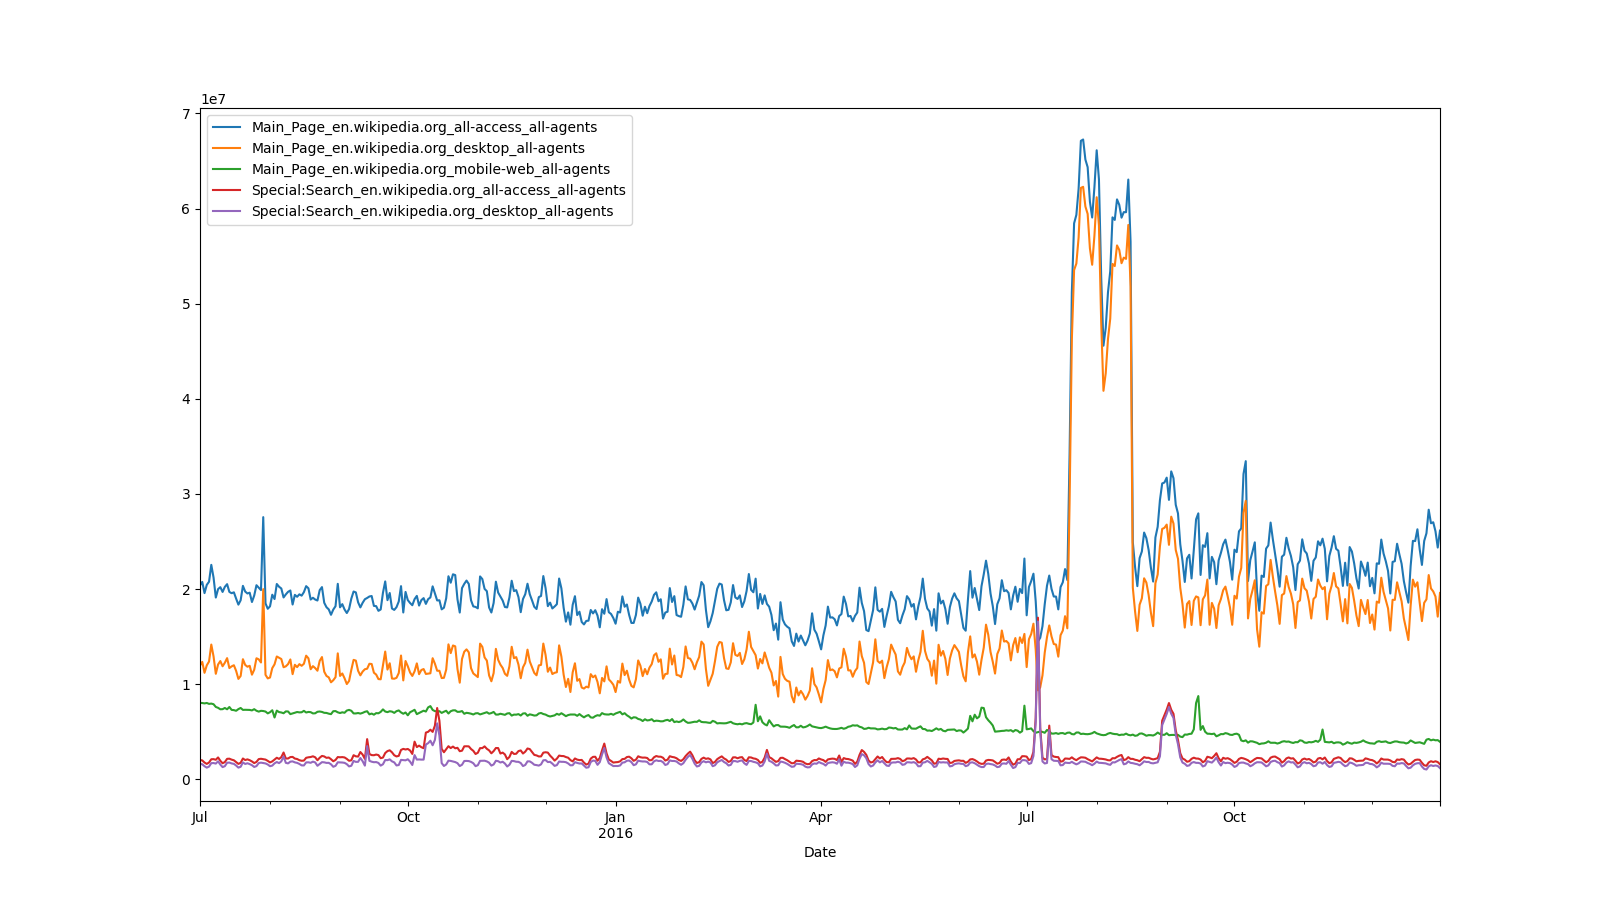 1e7
7
6
5
4
3
2
1
0
Main_Page_en.wikipedia.org_all-access_all-agents
Main_Page_en.wikipedia.org_desktop_all-agents
Main_Page_en.wikipedia.org_mobile-web_all-agents
Special:Search_en.wikipedia.org_all-access_all-agents
Special:Search_en.wikipedia.org_desktop_all-agents
Jul Oct Jan Apr Jul Oct
2016
Date